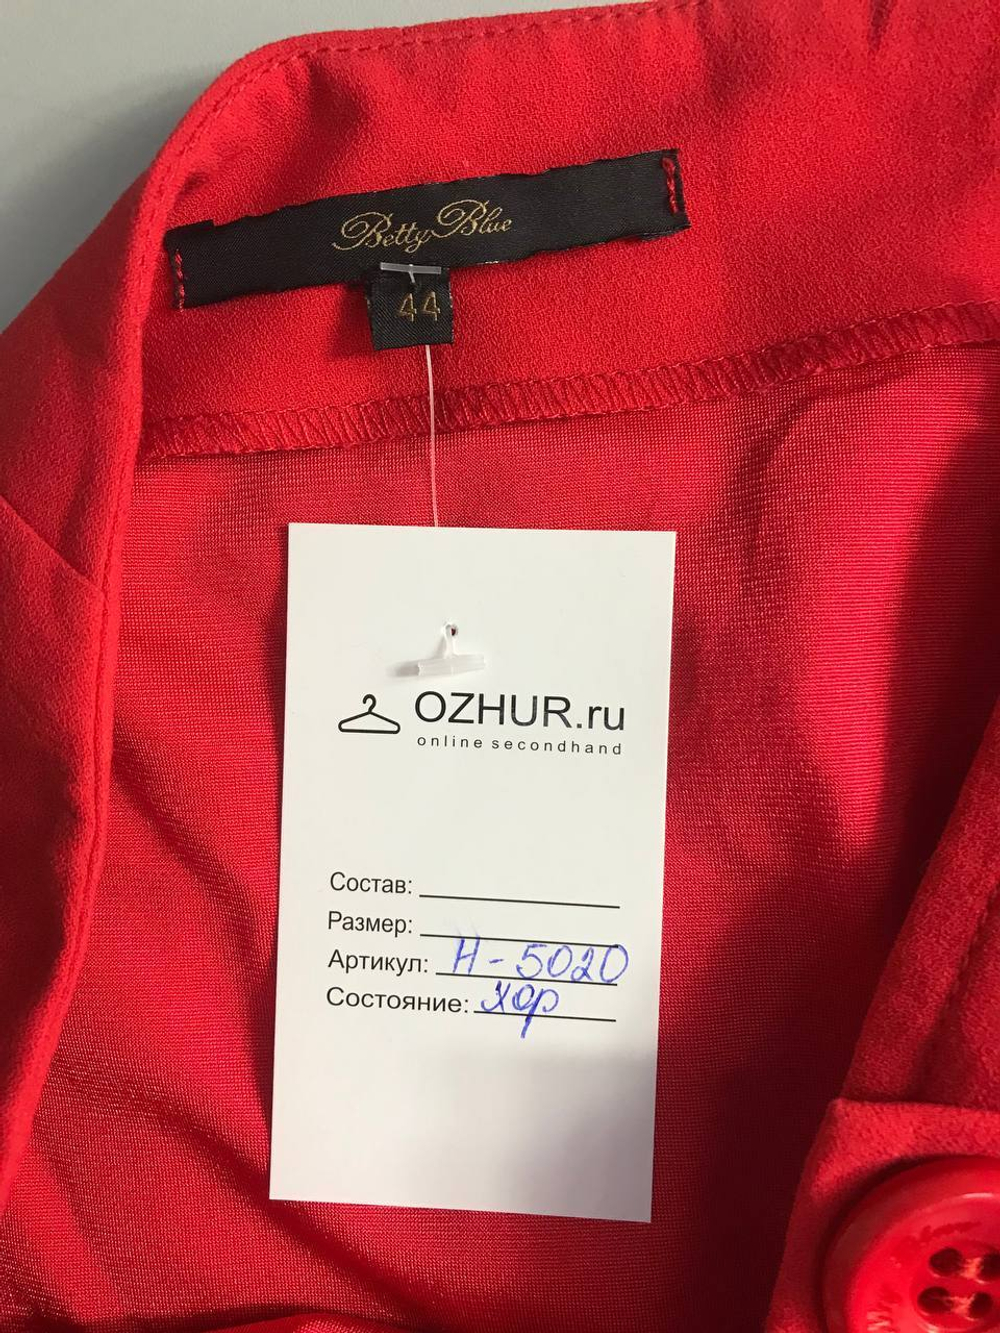 Betty Blue
44
OZHUR.ru
online secondhand
Состав:
Размер:
Артикул: Н-5020
Состояние: хор